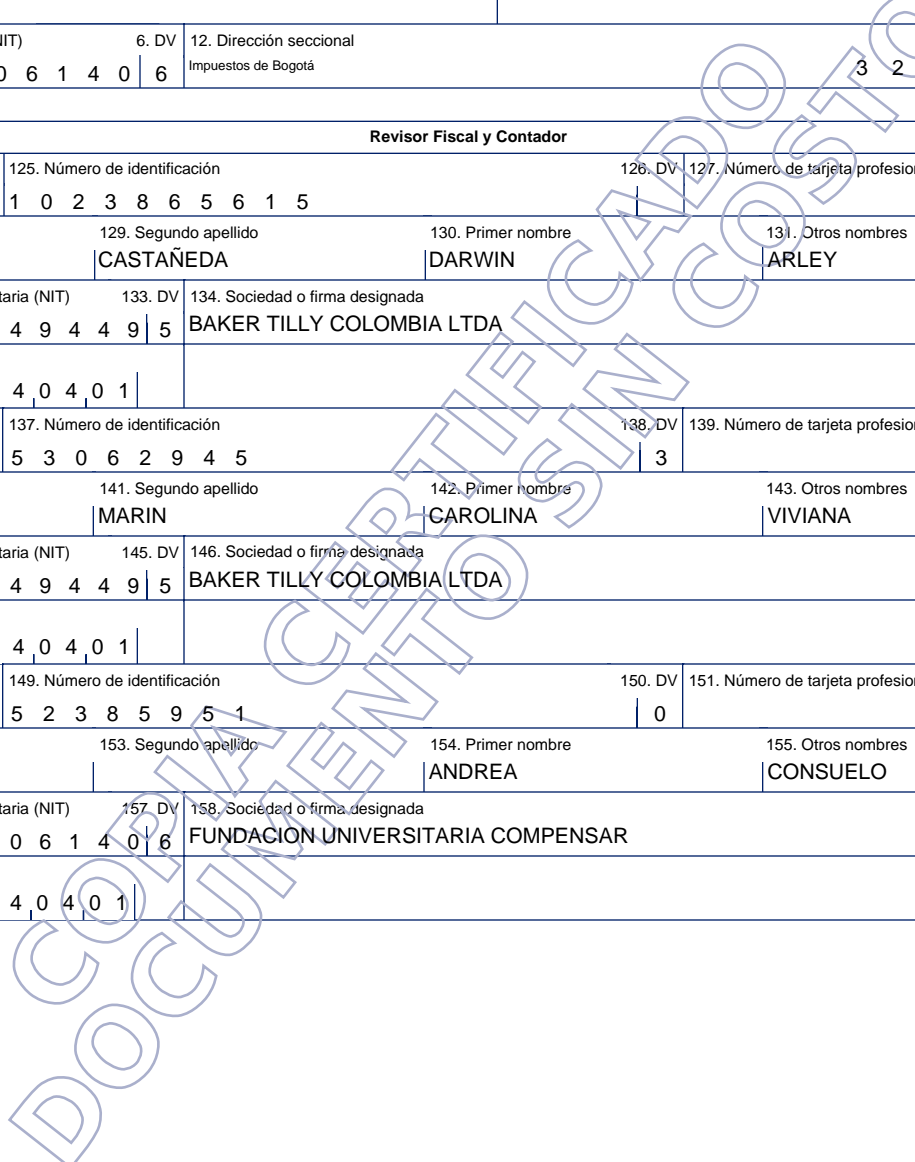 6. DV 12. Dirección seccional
6 1 4 0 6 Impuestos de Bogotá 3 2
Revisor Fiscal y Contador
125. Número de identificación 126. DV 127. Número de tarjeta
1 0 2 3 8 6 5 6 1 5
129. Segundo apellido 130. Primer nombre 131. Otros nombres
CASTAÑEDA DARWIN ARLEY
(NIT) 133. DV 134. Sociedad o firma designada
4 9 4 4 9 5 BAKER TILLY COLOMBIA LTDA
4 0 4 0 1
137. Número de identificación 138. DV 139. Número de tarjeta
5 3 0 6 2 9 4 5 3
141. Segundo apellido 142. Primer nombre 143. Otros nombres
MARIN CAROLINA VIVIANA
(NIT) 145. DV 146. Sociedad o firma designada
4 9 4 4 9 5 BAKER TILLY COLOMBIA LTDA
4 0 4 0 1
149. Número de identificación 150. DV 151. Número de tarjeta
5 2 3 8 5 9 5 1 0
153. Segundo apellido 154. Primer nombre 155. Otros nombres
ANDREA CONSUELO
(NIT) 157. DV 158. Sociedad o firma designada
0 6 1 4 0 6 FUNDACION UNIVERSITARIA COMPENSAR
4 0 4 0 1
COPIA CERTIFICADO
DOCUMENTO SIN COSTO